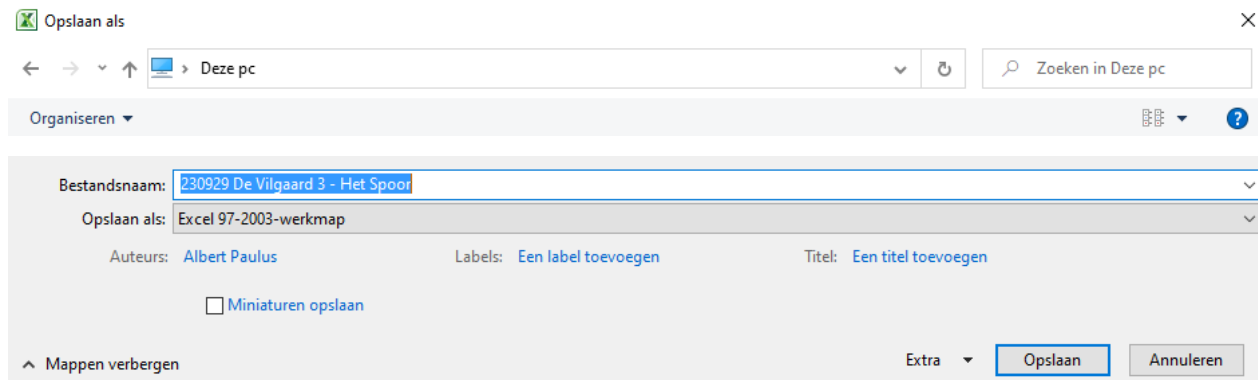 Opslaan als
Deze pc
Zoeken in Deze pc
Organiseren
Bestandsnaam: 230929 De Vilgaard 3 - Het Spoor
Opslaan als: Excel 97-2003-werkmap
Auteurs: Albert Paulus Labels: Een label toevoegen Titel: Een titel toevoegen
Miniaturen opslaan
Mappen verbergen Extra Opslaan Annuleren